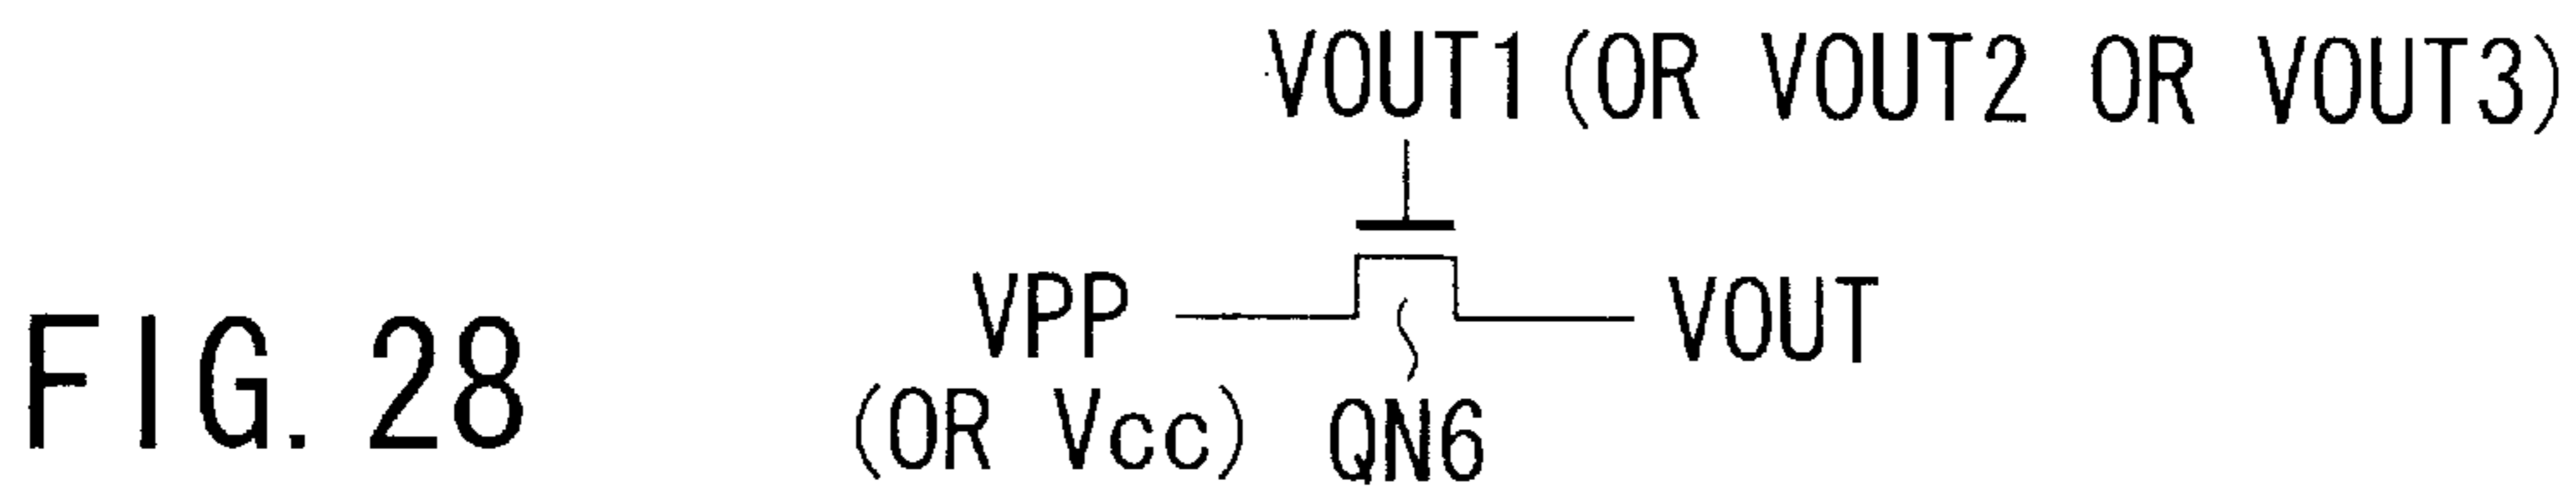 VOUT1 (OR VOUT2 OR VOUT3)
VPP
VOUT
(OR Vcc)
QN6
FIG. 28